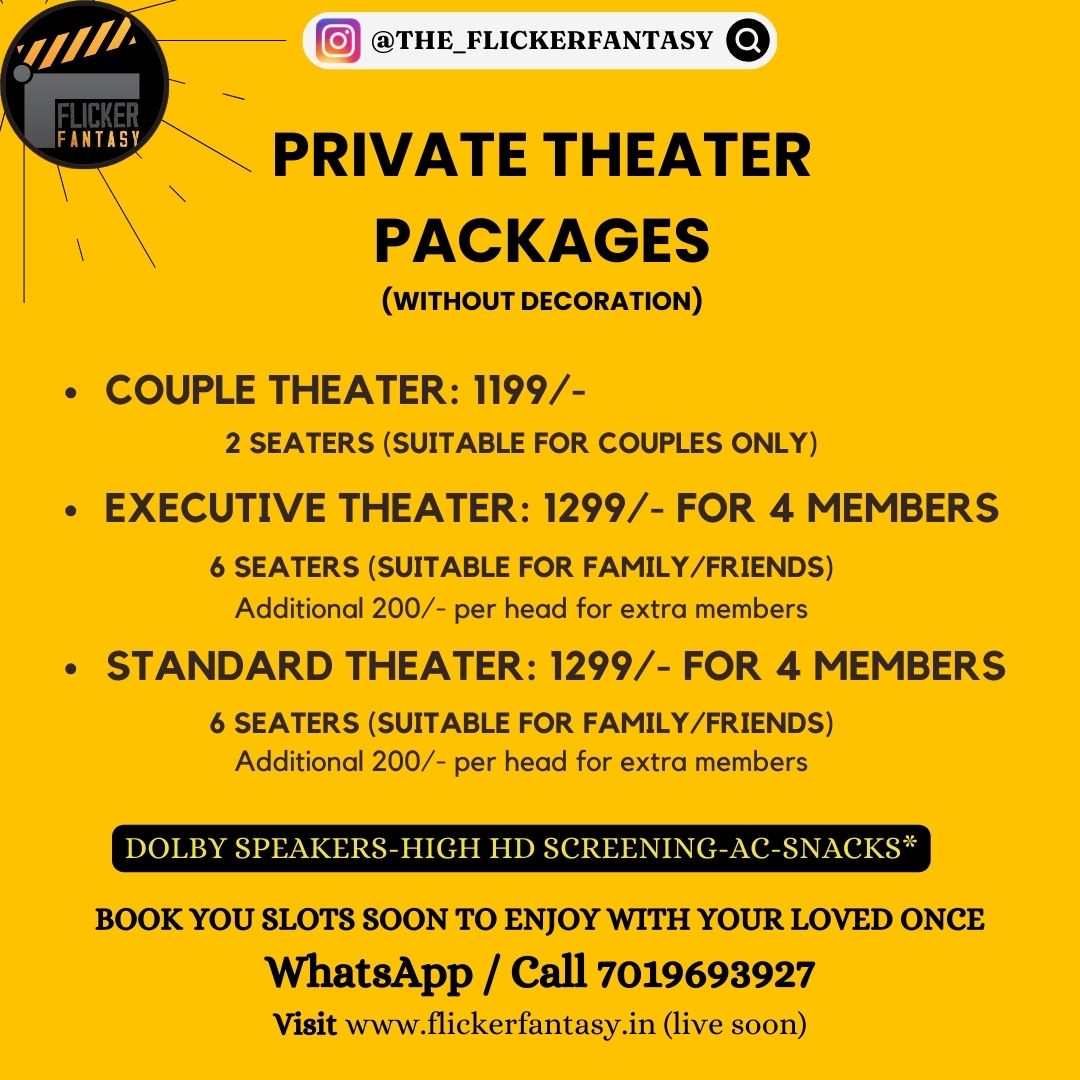 FLICKER
FANTASY
@THE_FLICKERFANTASY
PRIVATE THEATER
PACKAGES
(WITHOUT DECORATION)
• COUPLE THEATER: 1199/-
2 SEATERS (SUITABLE FOR COUPLES ONLY)
• EXECUTIVE THEATER: 1299/- FOR 4 MEMBERS
6 SEATERS (SUITABLE FOR FAMILY/FRIENDS)
Additional 200/- per head for extra members
• STANDARD THEATER: 1299/- FOR 4 MEMBERS
6 SEATERS (SUITABLE FOR FAMILY/FRIENDS)
Additional 200/- per head for extra members
DOLBY SPEAKERS-HIGH HD SCREENING-AC-SNACKS*
BOOK YOU SLOTS SOON TO ENJOY WITH YOUR LOVED ONCE
WhatsApp / Call 7019693927
Visit www.flickerfantasy.in (live soon)